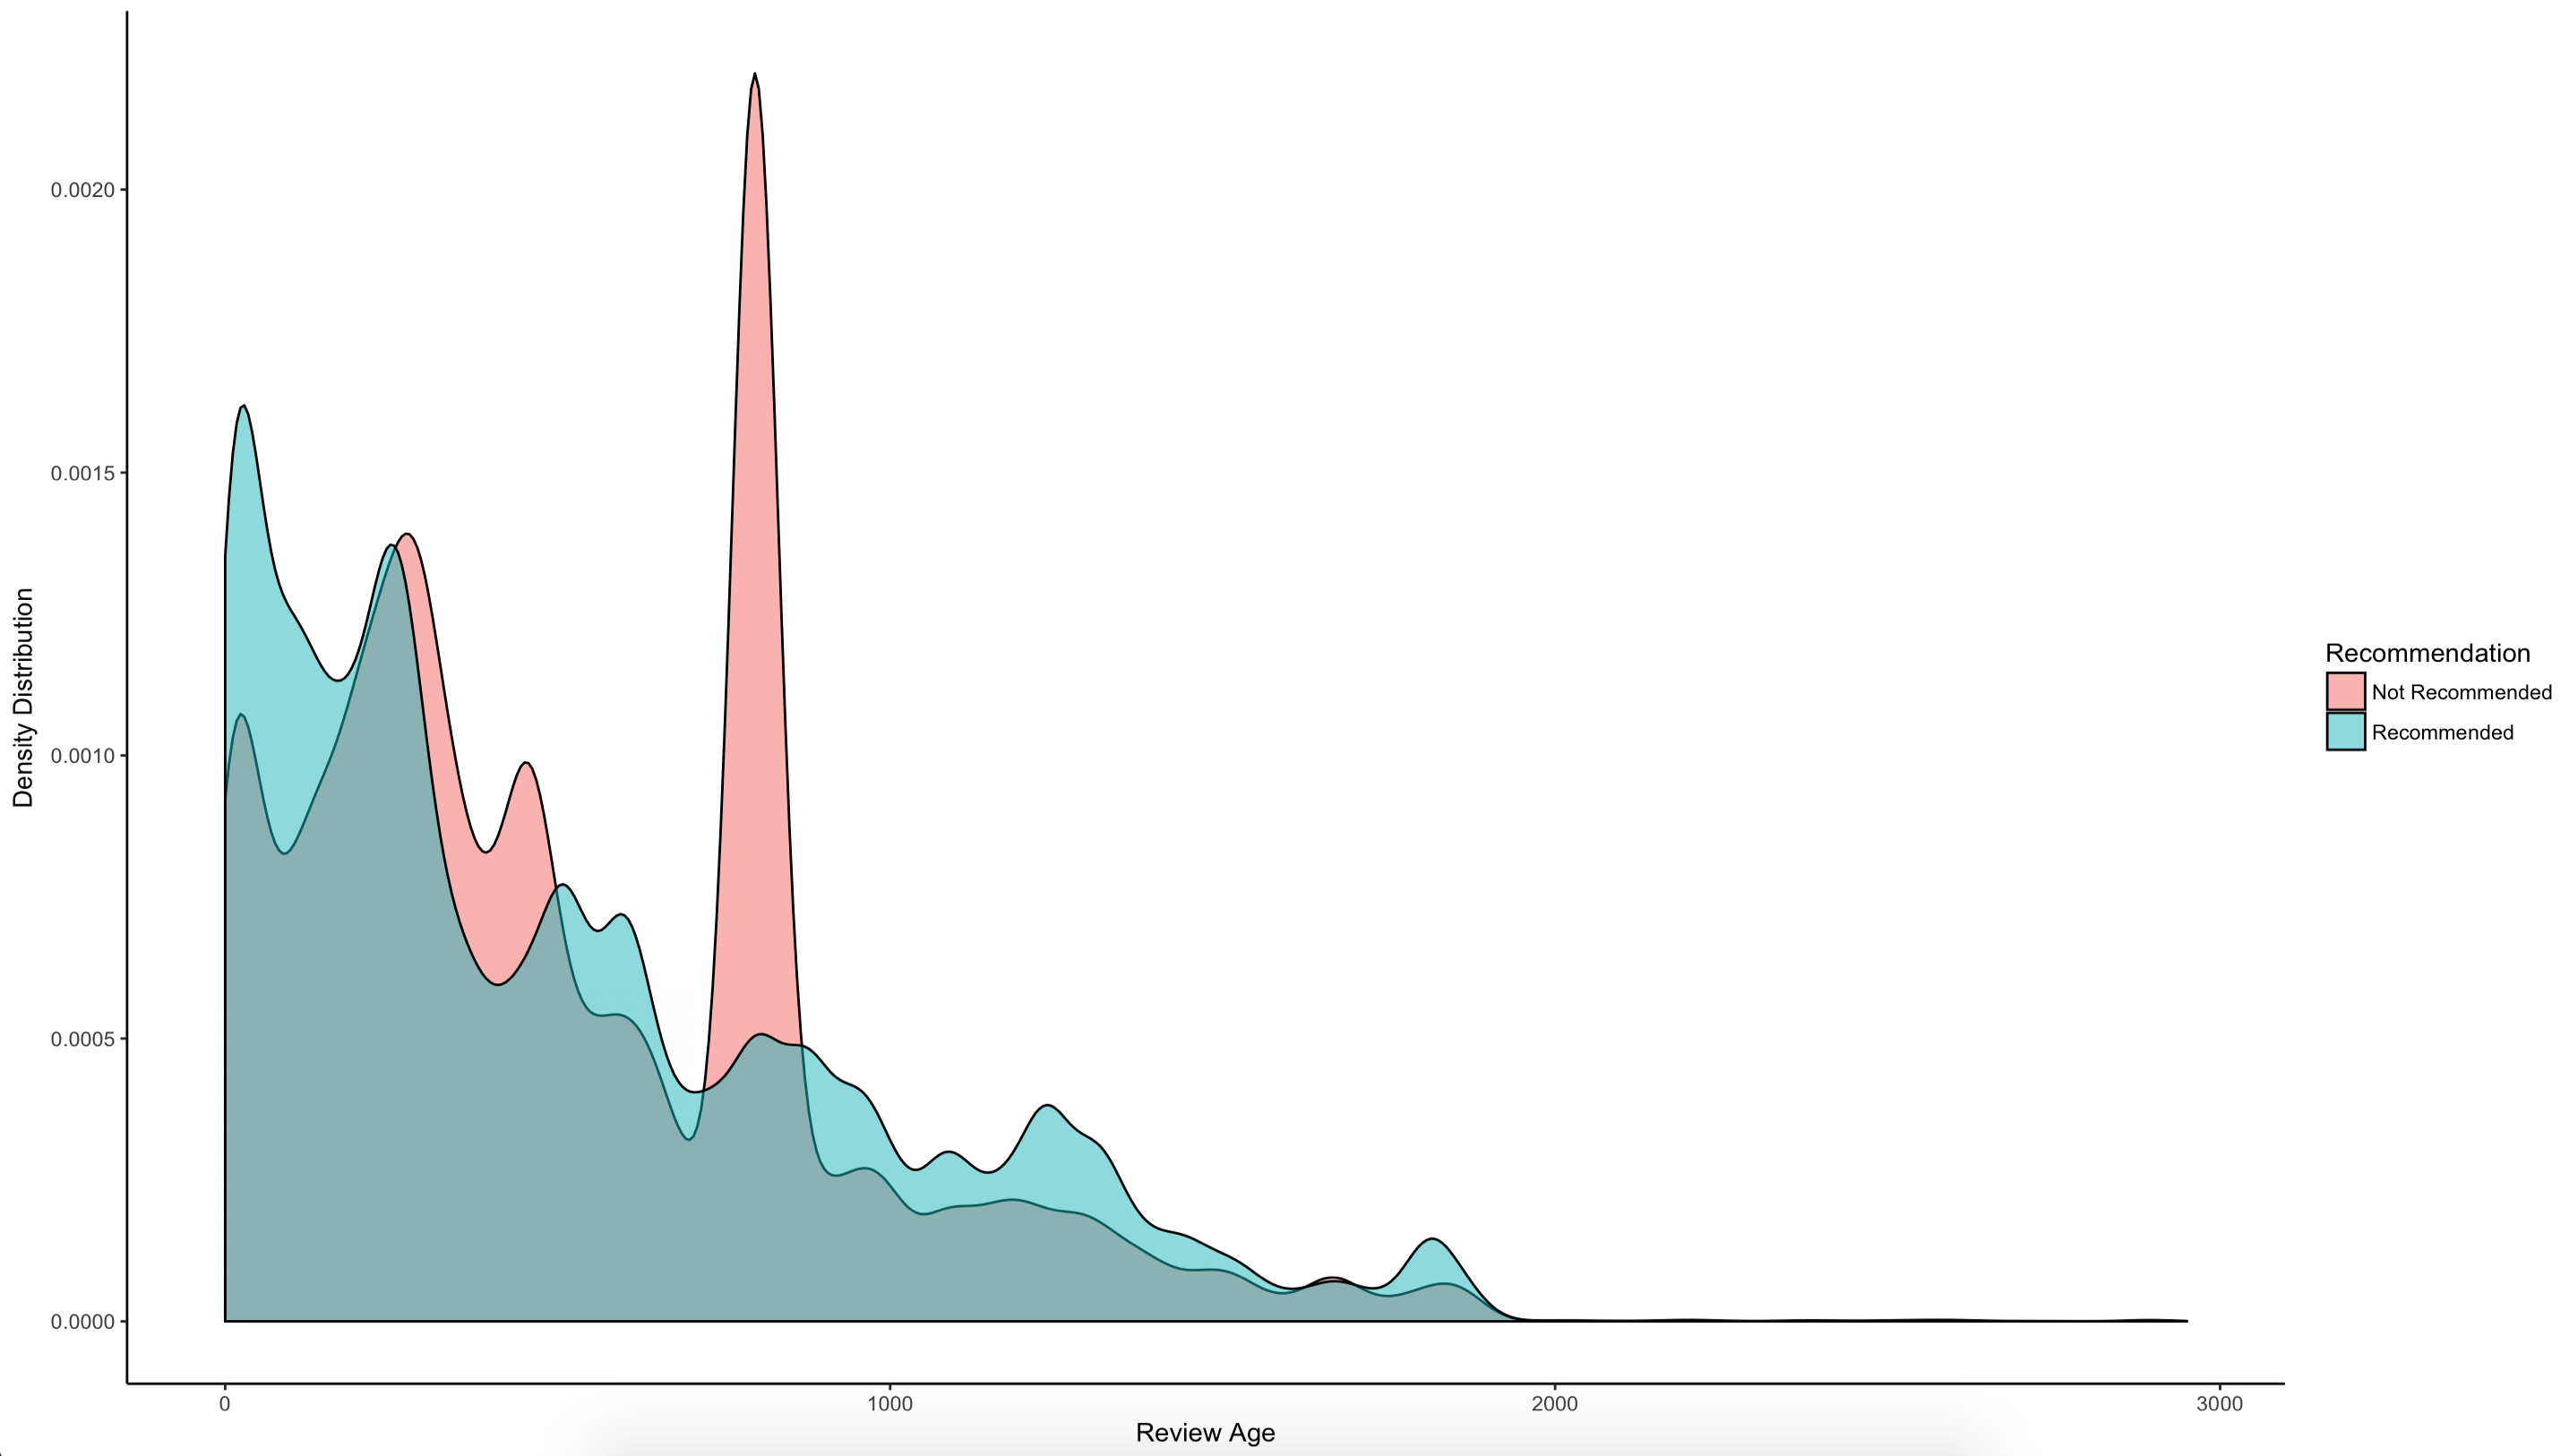 0.0020
0.0015
0.0010
0.0005
0.0000
Density Distribution
0
1000
2000
3000
Review Age
Recommendation
Not Recommended
Recommended